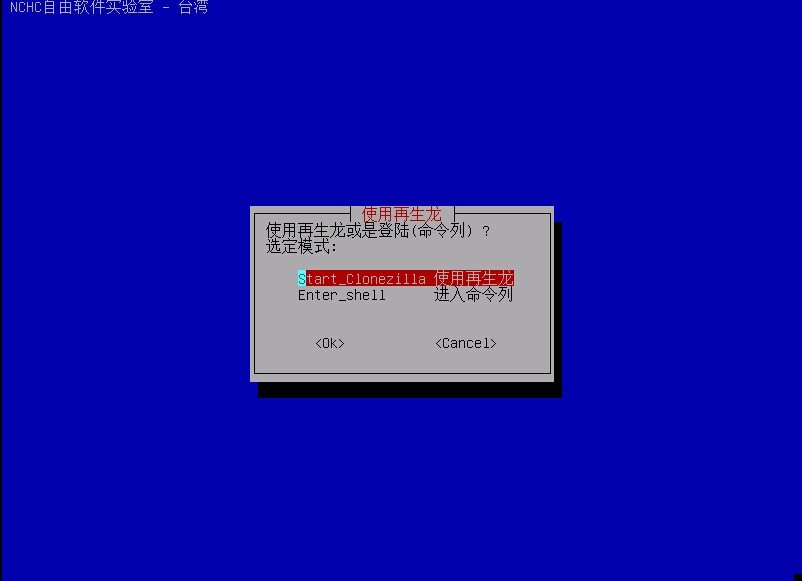 NCHC自由软件实验室 - 台湾
使用再生龙
使用再生龙或是登陆(命令列) ?
选定模式:
Start_Clonezilla 使用再生龙
Enter_shell 进入命令列
<Ok> <Cancel>